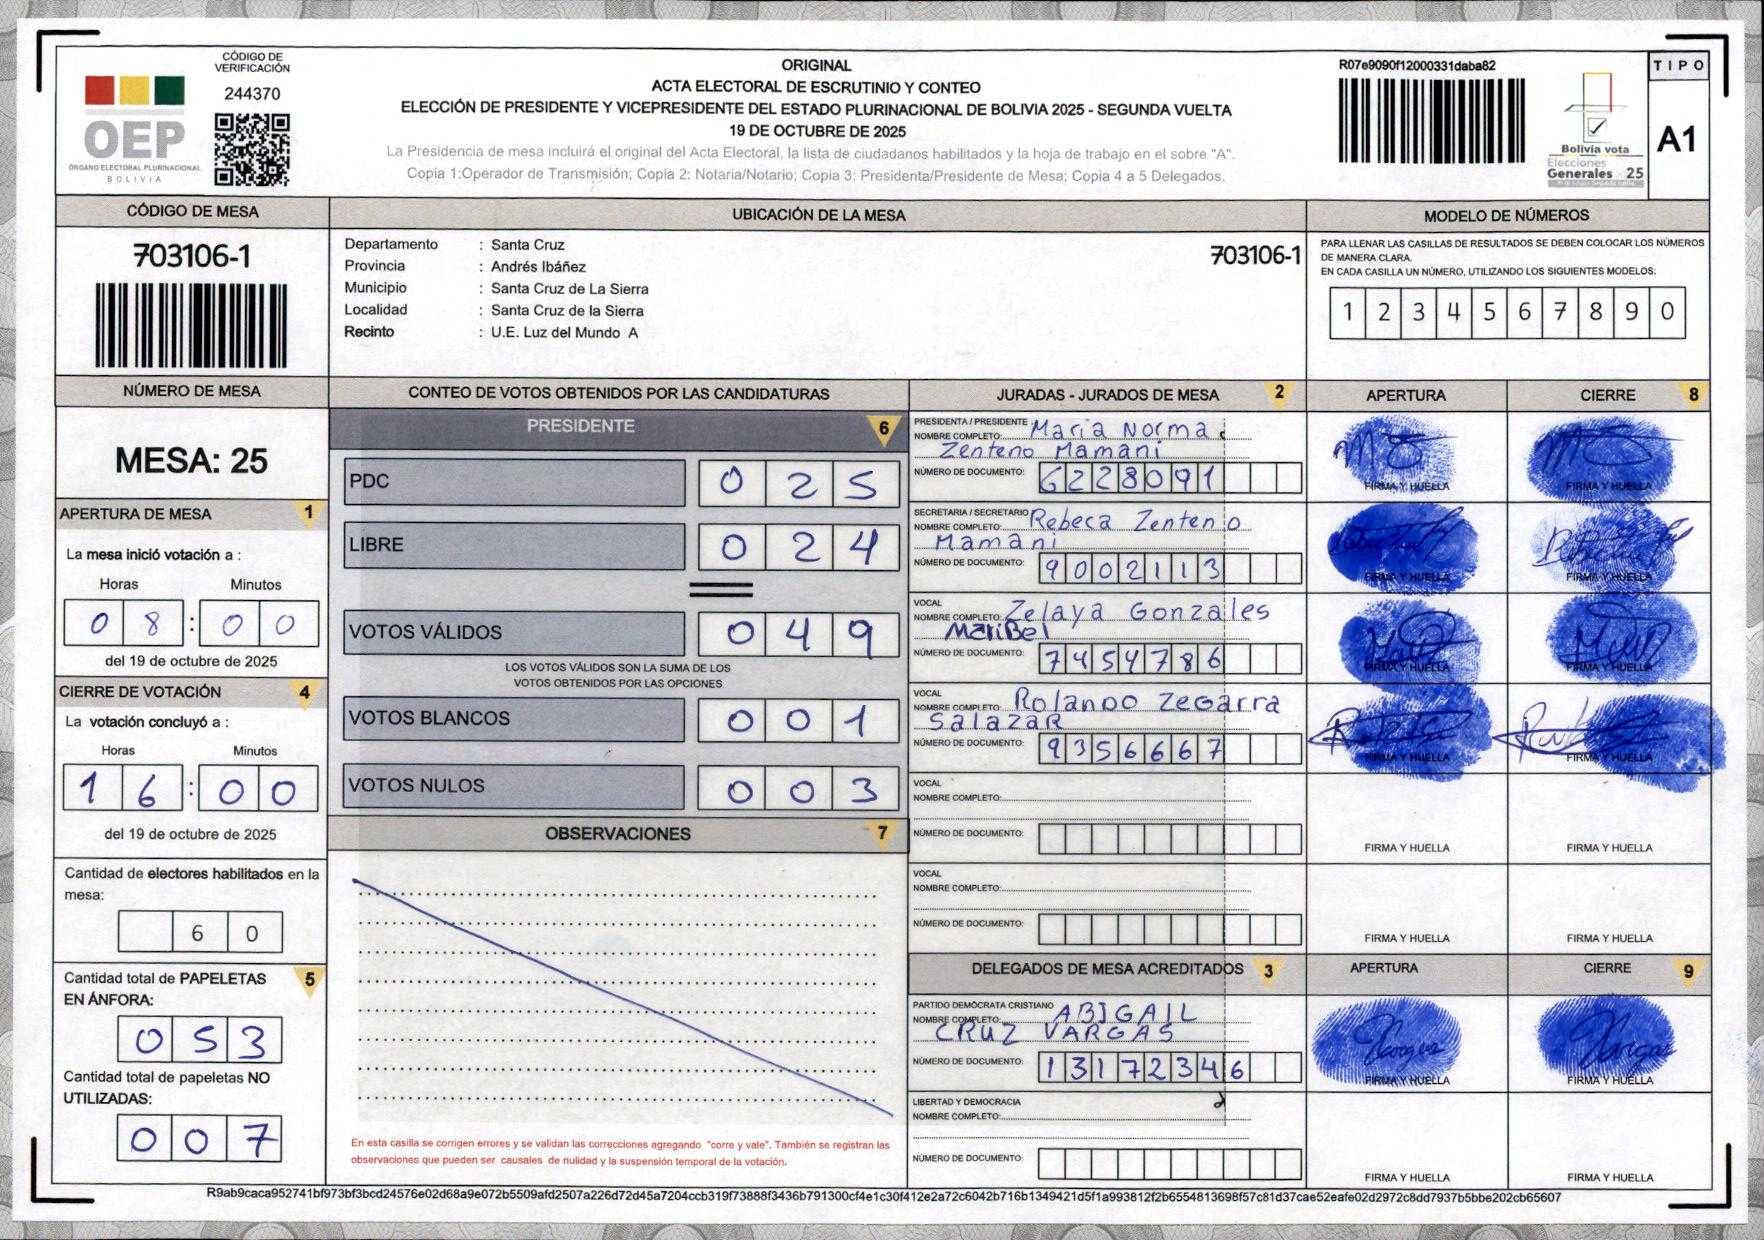 CÓDIGO DE VERIFICACIÓN
244370
OEP
ÓRGANO ELECTORAL PLURINACIONAL
BOLIVIA
ORIGINAL
ACTA ELECTORAL DE ESCRUTINIO Y CONTEO
ELECCIÓN DE PRESIDENTE Y VICEPRESIDENTE DEL ESTADO PLURINACIONAL DE BOLIVIA 2025 - SEGUNDA VUELTA
19 DE OCTUBRE DE 2025
La Presidencia de mesa incluirá el original del Acta Electoral, la lista de ciudadanos habilitados y la hoja de trabajo en el sobre "A".
Copia 1:Operador de Transmisión; Copia 2: Notaria/Notario; Copia 3: Presidenta/Presidente de Mesa; Copia 4 a 5 Delegados.
R07e9090f12000331daba82
Bolivia vota
Elecciones
Generales 25
TIPO
A1
CÓDIGO DE MESA
703106-1
UBICACIÓN DE LA MESA
Departamento : Santa Cruz
Provincia : Andrés Ibáñez
Municipio : Santa Cruz de La Sierra
Localidad : Santa Cruz de la Sierra
Recinto : U.E. Luz del Mundo A
703106-1
MODELO DE NÚMEROS
PARA LLENAR LAS CASILLAS DE RESULTADOS SE DEBEN COLOCAR LOS NÚMEROS
DE MANERA CLARA.
EN CADA CASILLA UN NÚMERO, UTILIZANDO LOS SIGUIENTES MODELOS:
1 2 3 4 5 6 7 8 9 0
NÚMERO DE MESA
MESA: 25
APERTURA DE MESA 1
La mesa inició votación a :
Horas Minutos
0 8 : 0 0
del 19 de octubre de 2025
CIERRE DE VOTACIÓN 4
La votación concluyó a :
Horas Minutos
1 6 : 0 0
del 19 de octubre de 2025
Cantidad de electores habilitados en la
mesa:
6 0
Cantidad total de PAPELETAS 5
EN ÁNFORA:
0 5 3
Cantidad total de papeletas NO
UTILIZADAS:
0 0 7
CONTEO DE VOTOS OBTENIDOS POR LAS CANDIDATURAS
PRESIDENTE 6
PDC 0 2 5
LIBRE 0 2 4
VOTOS VÁLIDOS 0 4 9
LOS VOTOS VÁLIDOS SON LA SUMA DE LOS
VOTOS OBTENIDOS POR LAS OPCIONES
VOTOS BLANCOS 0 0 1
VOTOS NULOS 0 0 3
OBSERVACIONES 7
En esta casilla se corrigen errores y se validan las correcciones agregando "corre y vale". También se registran las
observaciones que pueden ser causales de nulidad y la suspensión temporal de la votación.
JURADAS - JURADOS DE MESA 2
APERTURA
CIERRE 8
PRESIDENTA / PRESIDENTE
NOMBRE COMPLETO: Maria Norma
Zenteno Mamani
NÚMERO DE DOCUMENTO: 6228091
FIRMA Y HUELLA FIRMA Y HUELLA
SECRETARIA / SECRETARIO
NOMBRE COMPLETO: Rebeca Zenteno
Mamani
NÚMERO DE DOCUMENTO: 9002113
FIRMA Y HUELLA FIRMA Y HUELLA
VOCAL
NOMBRE COMPLETO: Zelaya Gonzales
MariBel
NÚMERO DE DOCUMENTO: 7454786
FIRMA Y HUELLA FIRMA Y HUELLA
VOCAL
NOMBRE COMPLETO: Rolando Zegarra
Salazar
NÚMERO DE DOCUMENTO: 9356667
FIRMA Y HUELLA FIRMA Y HUELLA
VOCAL
NOMBRE COMPLETO:
NÚMERO DE DOCUMENTO:
FIRMA Y HUELLA FIRMA Y HUELLA
VOCAL
NOMBRE COMPLETO:
NÚMERO DE DOCUMENTO:
FIRMA Y HUELLA FIRMA Y HUELLA
DELEGADOS DE MESA ACREDITADOS 3
APERTURA
CIERRE 9
PARTIDO DEMÓCRATA CRISTIANO
NOMBRE COMPLETO: ABIGAIL
CRUZ VARGAS
NÚMERO DE DOCUMENTO: 13172346
FIRMA Y HUELLA FIRMA Y HUELLA
LIBERTAD Y DEMOCRACIA
NOMBRE COMPLETO:
NÚMERO DE DOCUMENTO:
FIRMA Y HUELLA FIRMA Y HUELLA